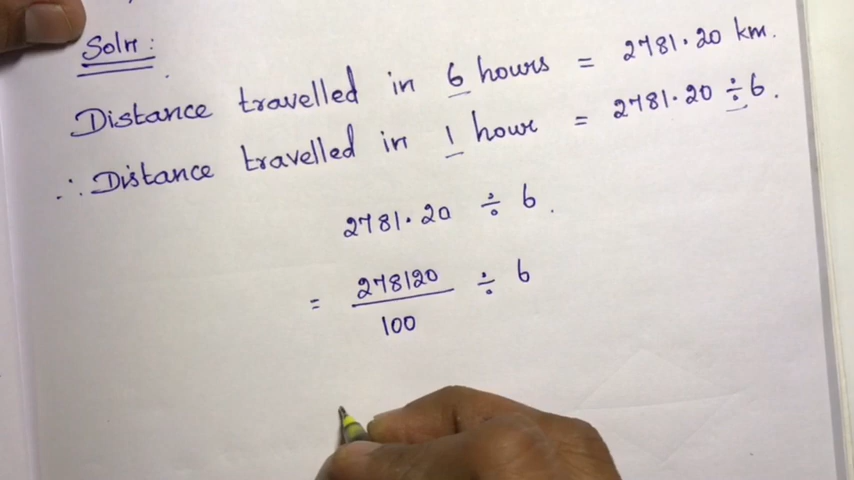 Soln:
Distance travelled in 6 hours = 2781.20 km.
∴ Distance travelled in 1 hour = 2781.20 ÷ 6.
2781.20 ÷ 6.
= 278120/100 ÷ 6